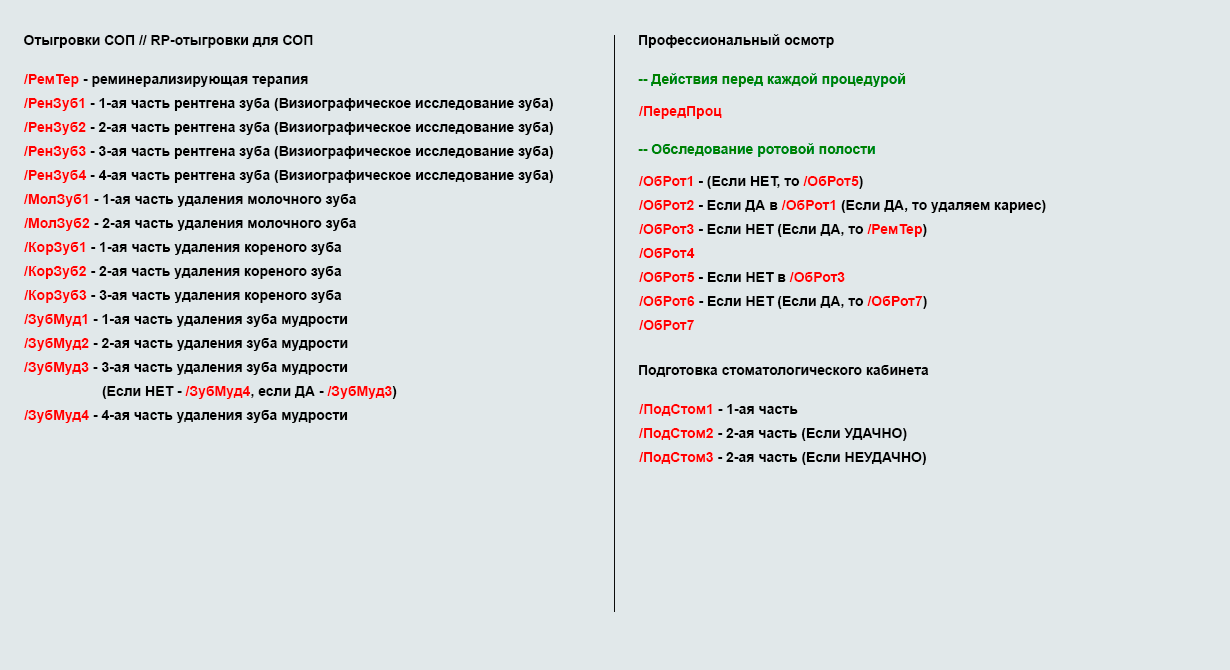 Отыгровки СОП // RP-отыгровки для СОП
/РемТер - реминерализирующая терапия
/РенЗуб1 - 1-ая часть рентгена зуба (Визиографическое исследование зуба)
/РенЗуб2 - 2-ая часть рентгена зуба (Визиографическое исследование зуба)
/РенЗуб3 - 3-ая часть рентгена зуба (Визиографическое исследование зуба)
/РенЗуб4 - 4-ая часть рентгена зуба (Визиографическое исследование зуба)
/МолЗуб1 - 1-ая часть удаления молочного зуба
/МолЗуб2 - 2-ая часть удаления молочного зуба
/КорЗуб1 - 1-ая часть удаления кореного зуба
/КорЗуб2 - 2-ая часть удаления кореного зуба
/КорЗуб3 - 3-ая часть удаления кореного зуба
/ЗубМуд1 - 1-ая часть удаления зуба мудрости
/ЗубМуд2 - 2-ая часть удаления зуба мудрости
/ЗубМуд3 - 3-ая часть удаления зуба мудрости
(Если НЕТ - /ЗубМуд4, если ДА - /ЗубМуд3)
/ЗубМуд4 - 4-ая часть удаления зуба мудрости
Профессиональный осмотр
-- Действия перед каждой процедурой
/ПередПроц
-- Обследование ротовой полости
/ОбРот1 - (Если НЕТ, то /ОбРот5)
/ОбРот2 - Если ДА в /ОбРот1 (Если ДА, то удаляем кариес)
/ОбРот3 - Если НЕТ (Если ДА, то /РемТер)
/ОбРот4
/ОбРот5 - Если НЕТ в /ОбРот3
/ОбРот6 - Если НЕТ (Если ДА, то /ОбРот7)
/ОбРот7
Подготовка стоматологического кабинета
/ПодСтом1 - 1-ая часть
/ПодСтом2 - 2-ая часть (Если УДАЧНО)
/ПодСтом3 - 2-ая часть (Если НЕУДАЧНО)